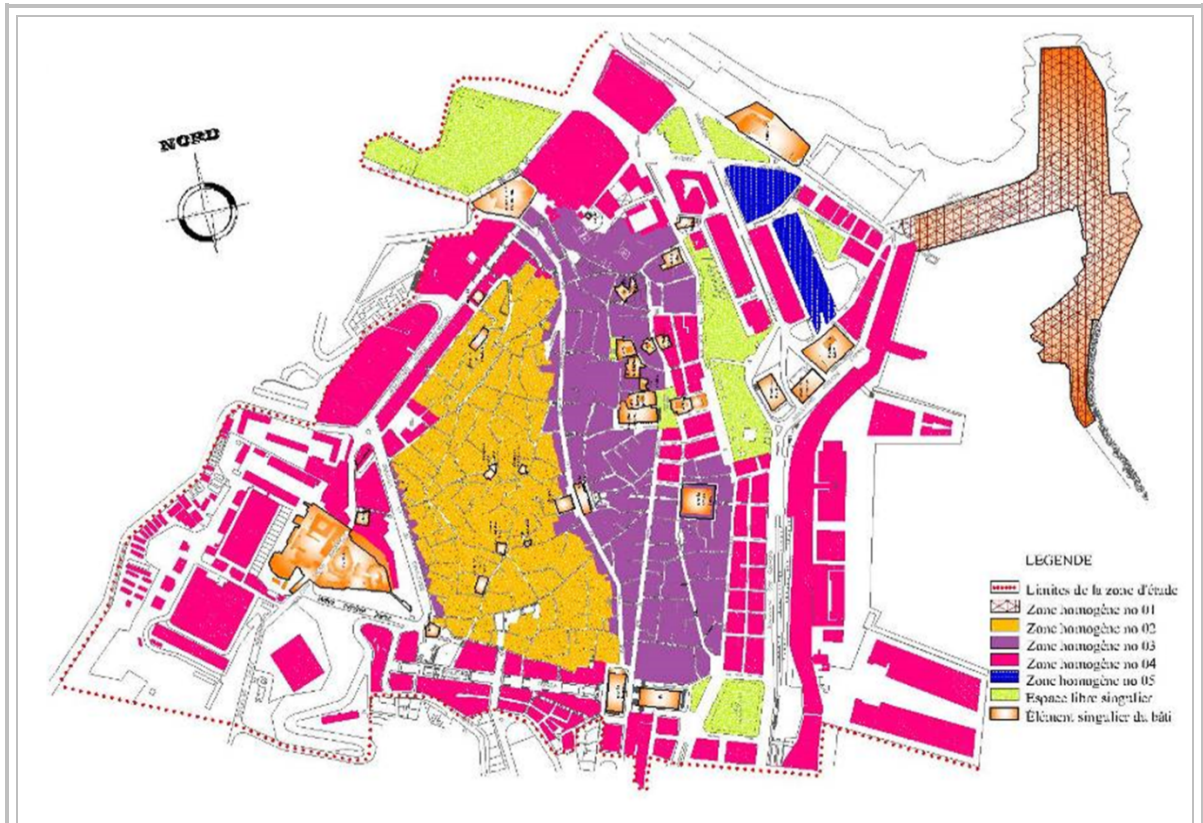 NORD
LEGENDE
Limites de la zone d'étude
Zone homogène no 01
Zone homogène no 02
Zone homogène no 03
Zone homogène no 04
Zone homogène no 05
Espace libre singulier
Élément singulier du bâti